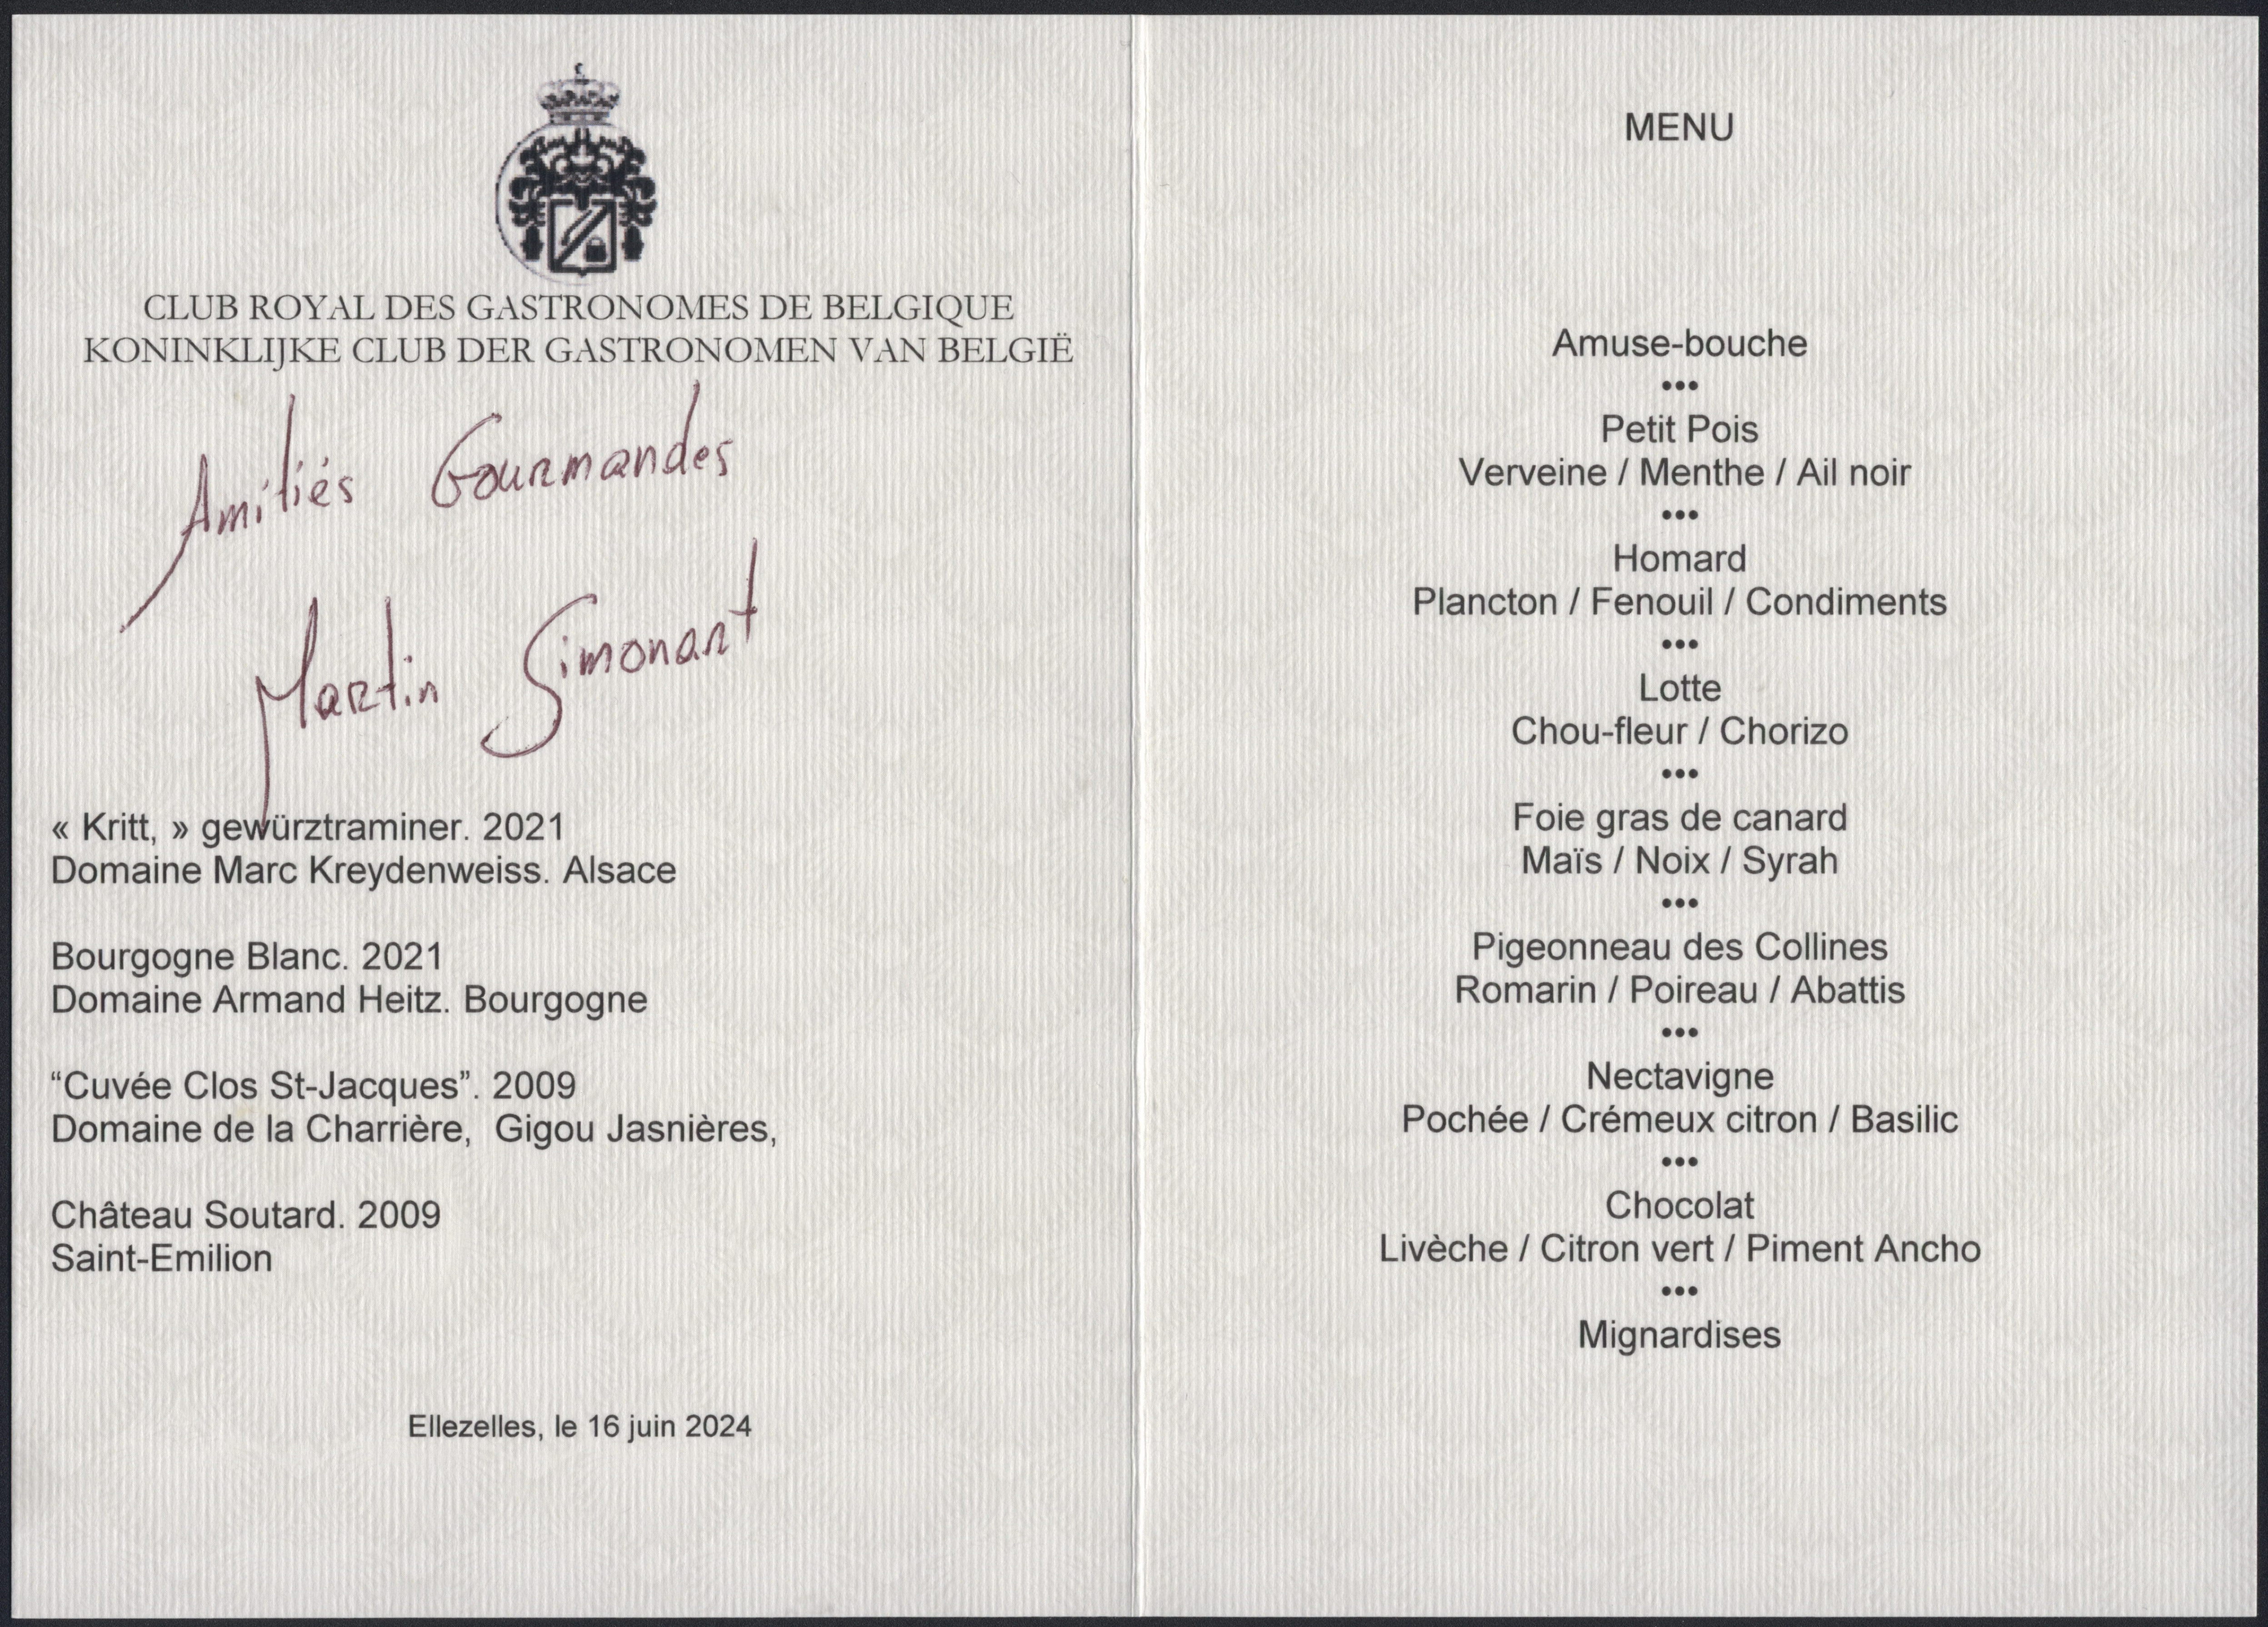 CLUB ROYAL DES GASTRONOMES DE BELGIQUE
KONINKLIJKE CLUB DER GASTRONOMEN VAN BELGIË
Amitiés Gourmandes
Martin Simonart
« Kritt, » gewürztraminer. 2021
Domaine Marc Kreydenweiss. Alsace
Bourgogne Blanc. 2021
Domaine Armand Heitz. Bourgogne
“Cuvée Clos St-Jacques”. 2009
Domaine de la Charrière,  Gigou Jasnières,
Château Soutard. 2009
Saint-Emilion
Ellezelles, le 16 juin 2024
MENU
Amuse-bouche
•••
Petit Pois
Verveine / Menthe / Ail noir
•••
Homard
Plancton / Fenouil / Condiments
•••
Lotte
Chou-fleur / Chorizo
•••
Foie gras de canard
Maïs / Noix / Syrah
•••
Pigeonneau des Collines
Romarin / Poireau / Abattis
•••
Nectavigne
Pochée / Crémeux citron / Basilic
•••
Chocolat
Livèche / Citron vert / Piment Ancho
•••
Mignardises